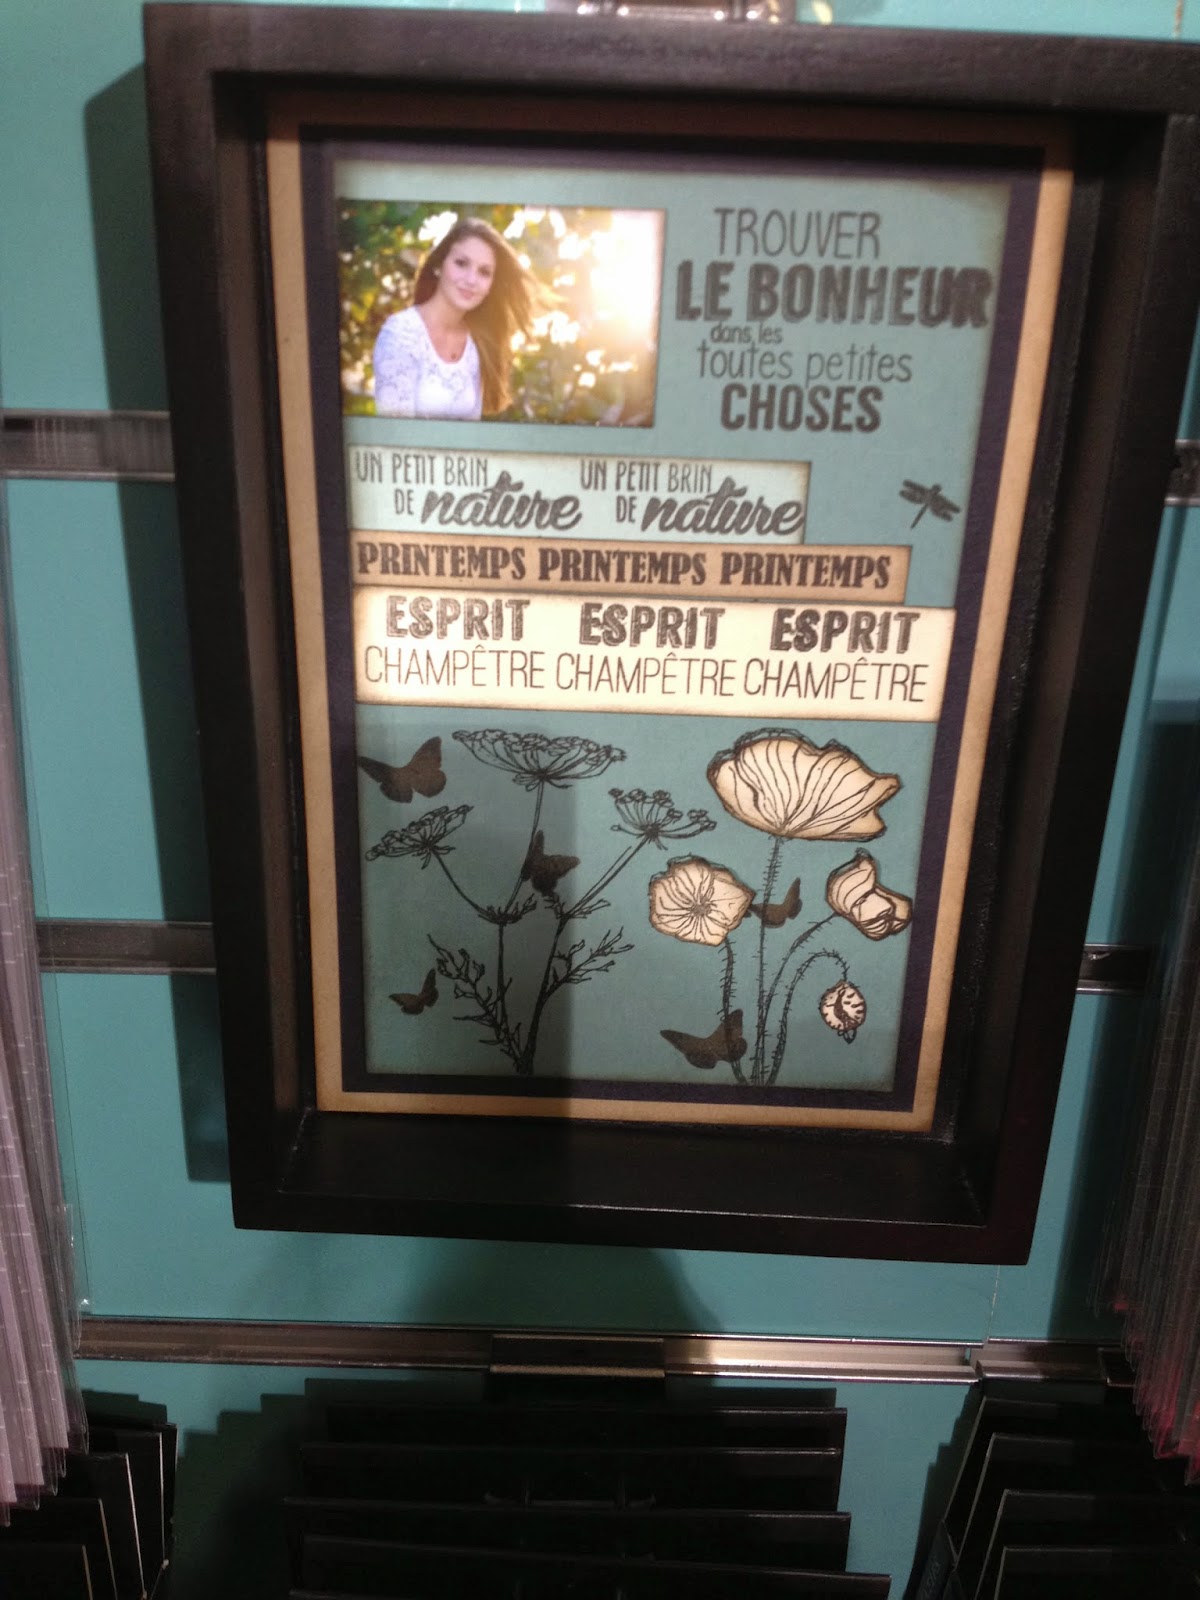 TROUVER
LE BONHEUR
dans les
toutes petites
CHOSES
UN PETIT BRIN UN PETIT BRIN
DE nature DE nature
PRINTEMPS PRINTEMPS PRINTEMPS
ESPRIT ESPRIT ESPRIT
CHAMPÊTRE CHAMPÊTRE CHAMPÊTRE